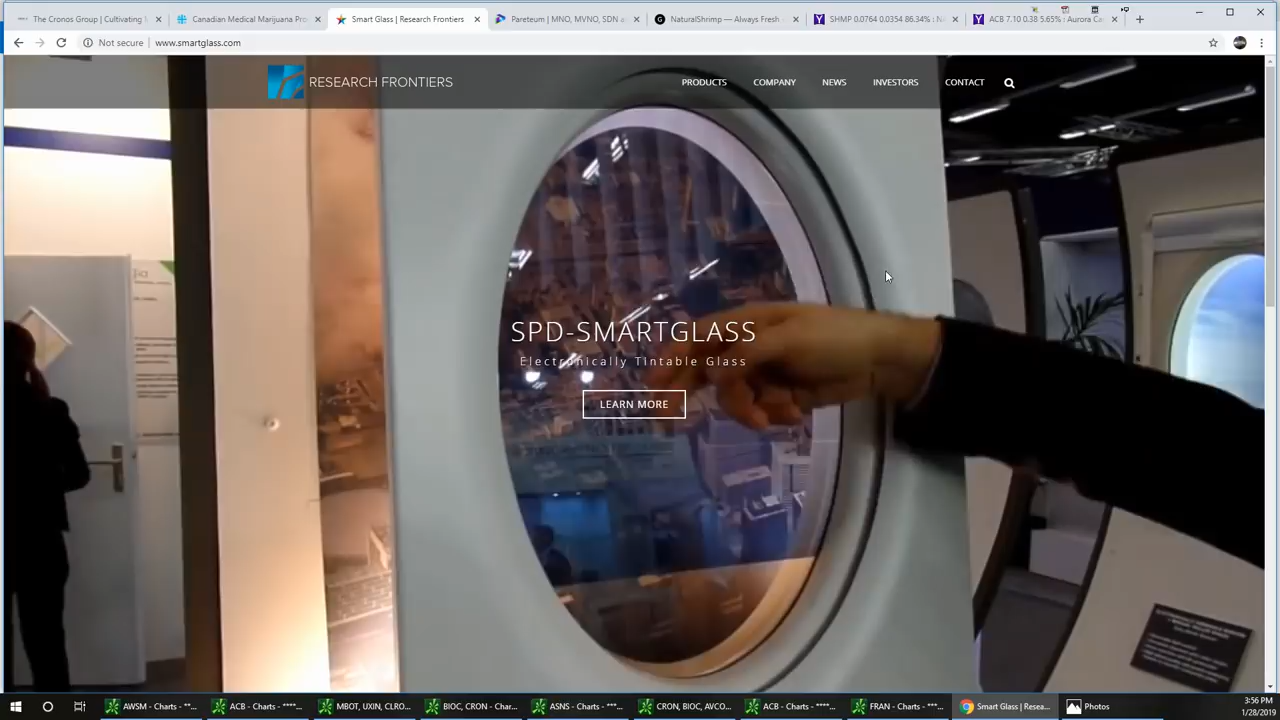 The Cronos Group | Cultivating
Canadian Medical Marijuana Pro
Smart Glass | Research Frontiers
Pareteum | MNO, MVNO, SDN a
NaturalShrimp — Always Fresh
SHMP 0.0764 0.0354 86.34% : N
ACB 7.10 0.38 5.65% : Aurora Ca
Not secure | www.smartglass.com
RESEARCH FRONTIERS
PRODUCTS COMPANY NEWS INVESTORS CONTACT
SPD-SMARTGLASS
Electronically Tintable Glass
LEARN MORE
AWSM - Charts - **...
ACB - Charts - ****...
MBOT, UXIN, CLRO...
BIOC, CRON - Char...
ASNS - Charts - ****...
CRON, BIOC, AVCO...
ACB - Charts - ****...
FRAN - Charts - **...
Smart Glass | Resea...
Photos
3:56 PM
1/28/2019